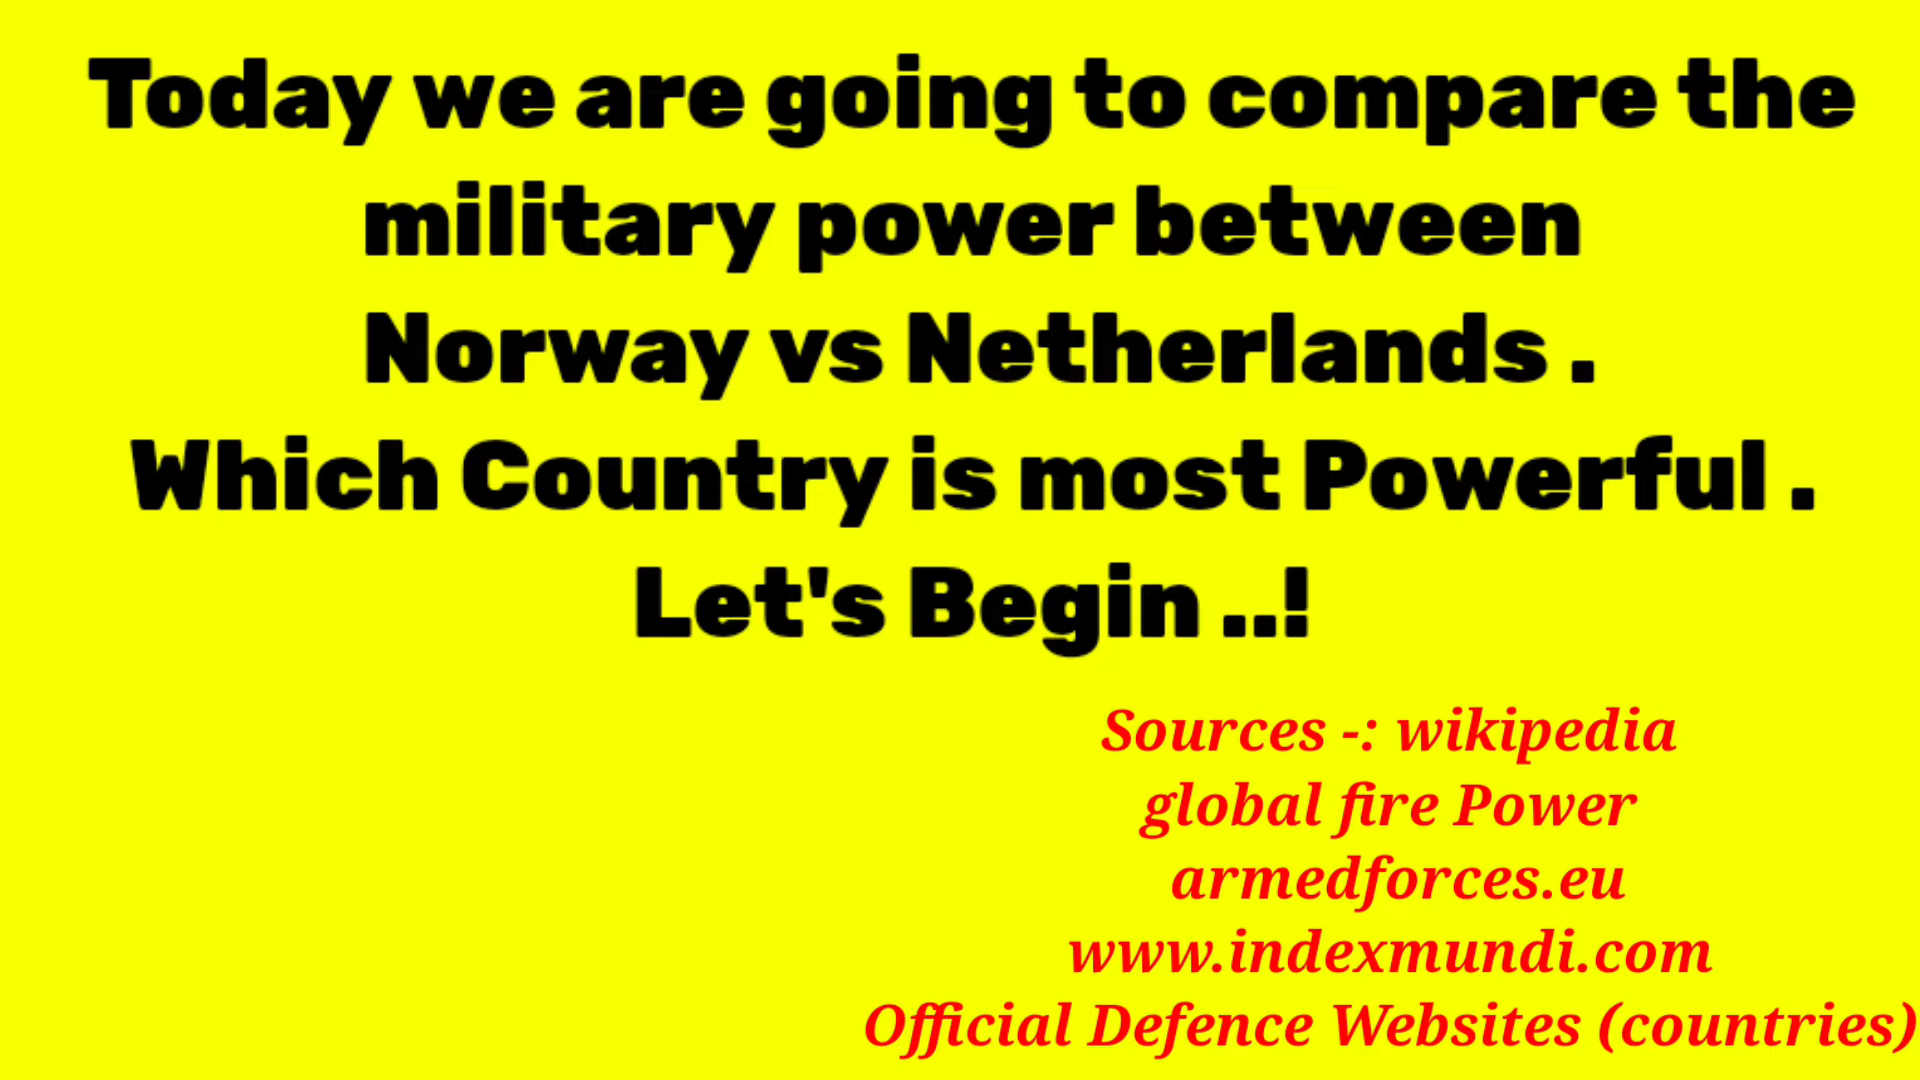 Today we are going to compare the
military power between
Norway vs Netherlands .
Which Country is most Powerful .
Let's Begin ..!
Sources -: wikipedia
global fire Power
armedforces.eu
www.indexmundi.com
Official Defence Websites (countries)